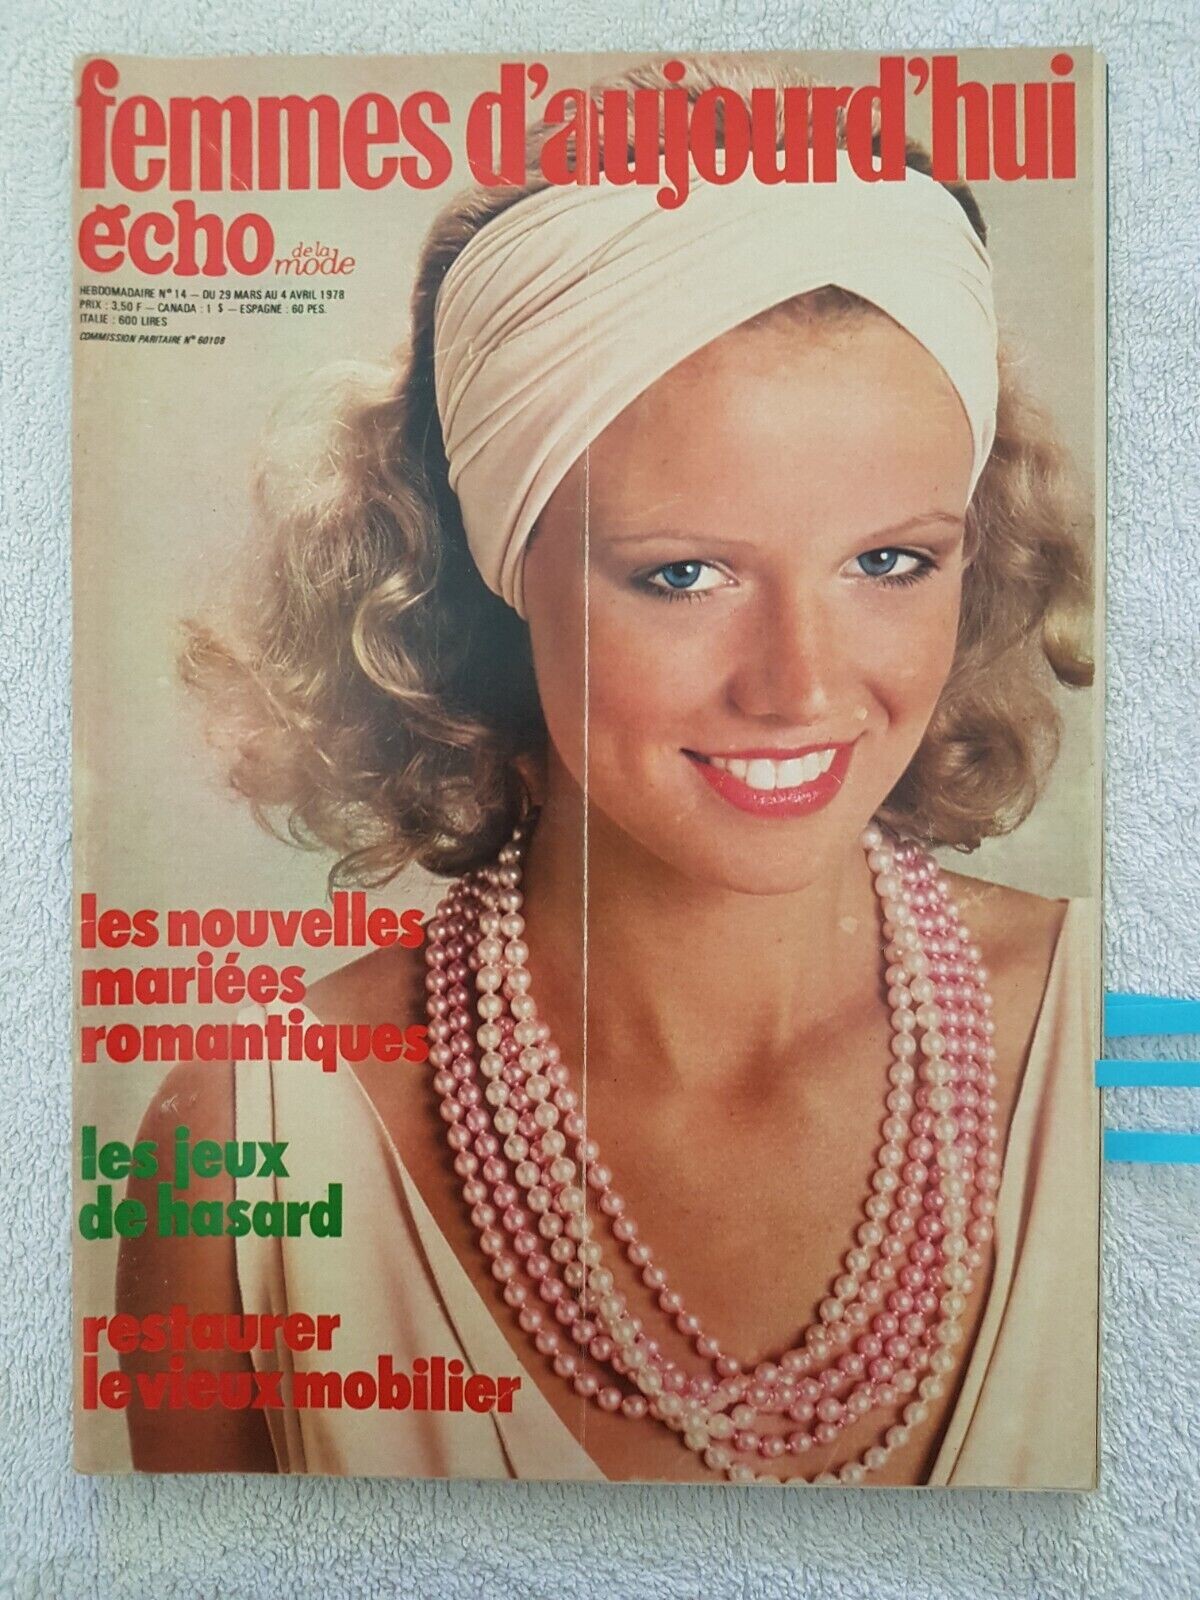 femmes d'aujourd'hui
écho de la mode
HEBDOMADAIRE N° 14 – DU 29 MARS AU 4 AVRIL 1978
PRIX : 3,50 F – CANADA : 1 $ – ESPAGNE : 60 PES.
ITALIE : 600 LIRES
COMMISSION PARITAIRE N° 60108
les nouvelles
mariées
romantiques
les jeux
de hasard
restaurer
le vieux mobilier